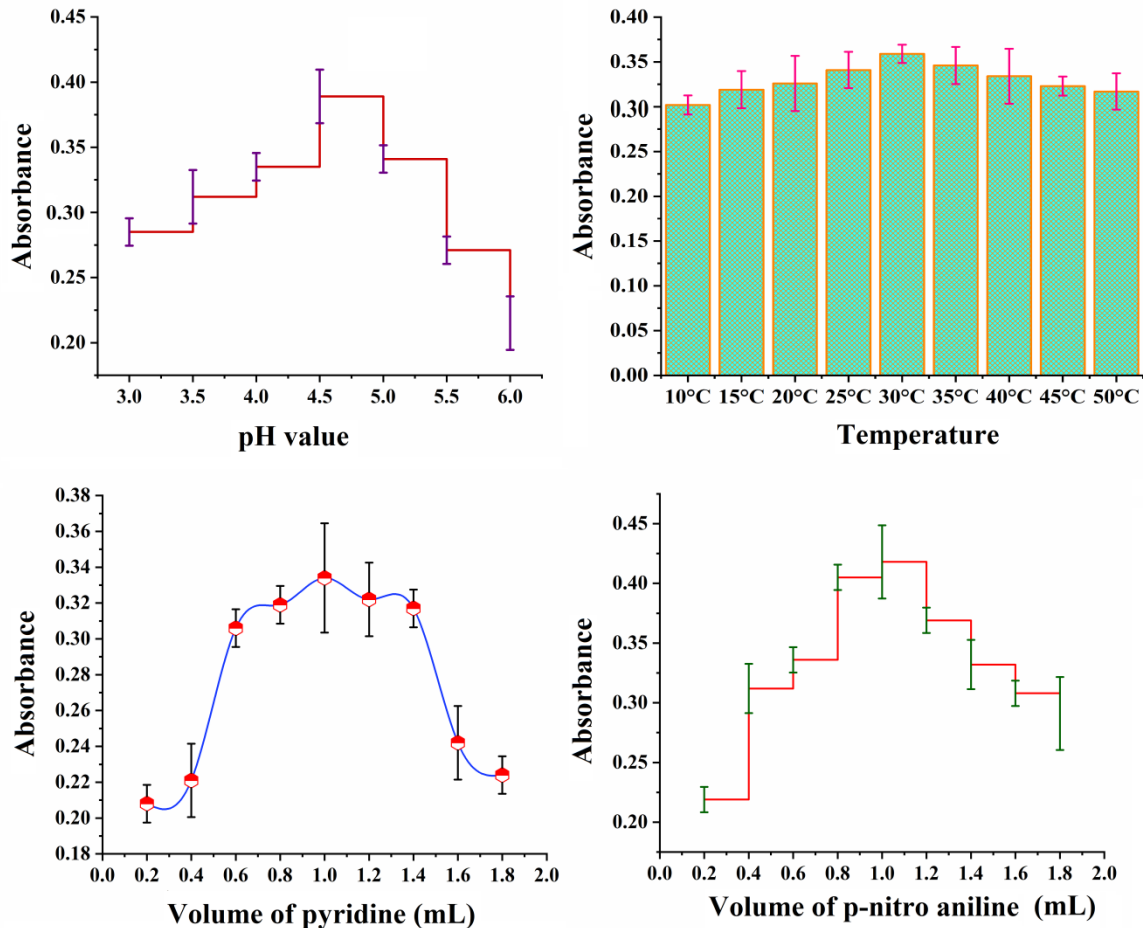 0.45
0.40
0.35
0.30
0.25
0.20
Absorbance
3.0 3.5 4.0 4.5 5.0 5.5 6.0
pH value
0.40
0.35
0.30
0.25
0.20
0.15
0.10
0.05
0.00
Absorbance
10°C 15°C 20°C 25°C 30°C 35°C 40°C 45°C 50°C
Temperature
0.38
0.36
0.34
0.32
0.30
0.28
0.26
0.24
0.22
0.20
0.18
Absorbance
0.0 0.2 0.4 0.6 0.8 1.0 1.2 1.4 1.6 1.8 2.0
Volume of pyridine (mL)
0.45
0.40
0.35
0.30
0.25
0.20
Absorbance
0.0 0.2 0.4 0.6 0.8 1.0 1.2 1.4 1.6 1.8 2.0
Volume of p-nitro aniline (mL)